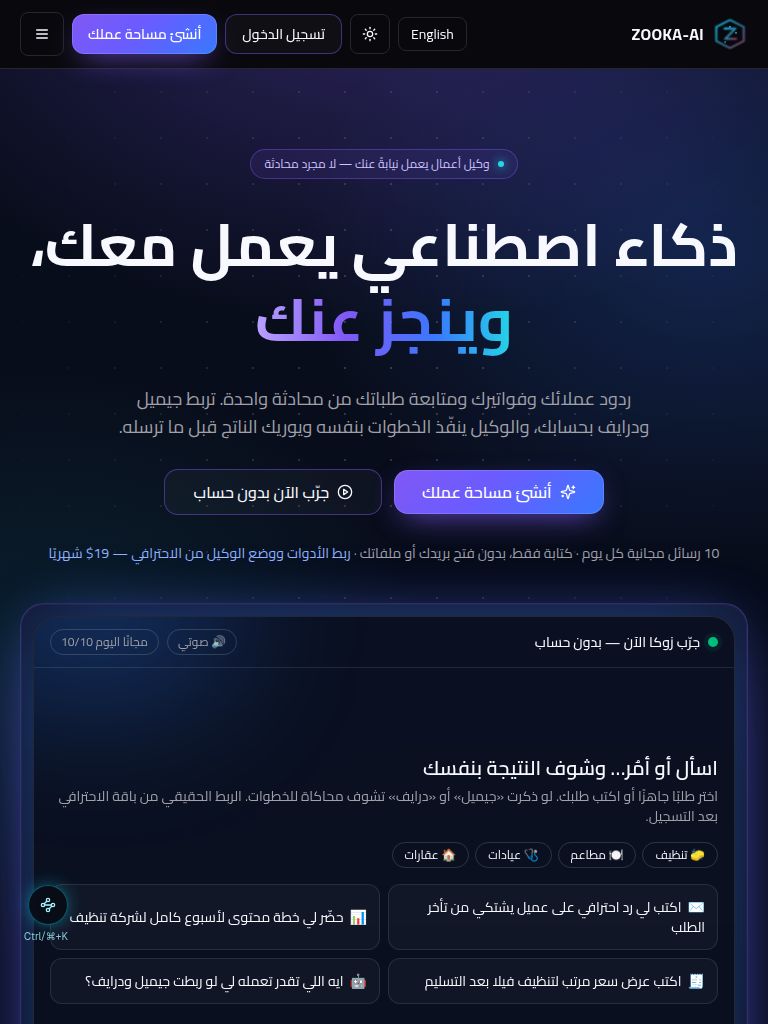 ZOOKA-AI
English
تسجيل الدخول
أنشئ مساحة عملك
وكيل أعمال يعمل نيابةً عنك — لا مجرد محادثة
ذكاء اصطناعي يعمل معك،
وينجز عنك
ردود عملائك وفواتيرك ومتابعة طلباتك من محادثة واحدة. تربط جيميل
ودرايف بحسابك، والوكيل ينفّذ الخطوات بنفسه ويوريك الناتج قبل ما ترسله.
أنشئ مساحة عملك
جرّب الآن بدون حساب
10 رسائل مجانية كل يوم · كتابة فقط، بدون فتح بريدك أو ملفاتك · ربط الأدوات ووضع الوكيل من الاحترافي — 19$ شهريًا
جرّب زوكا الآن — بدون حساب
🔊 صوتي
مجانًا اليوم 10/10
اسأل أو أمُر… وشوف النتيجة بنفسك
اختر طلبًا جاهزًا أو اكتب طلبك. لو ذكرت «جيميل» أو «درايف» تشوف محاكاة للخطوات. الربط الحقيقي من باقة الاحترافي
بعد التسجيل.
🧽 تنظيف
🍽️ مطاعم
🩺 عيادات
🏠 عقارات
✉️ اكتب لي رد احترافي على عميل يشتكي من تأخر
الطلب
📊 حضّر لي خطة محتوى لأسبوع كامل لشركة تنظيف
Ctrl/⌘+K
🧾 اكتب عرض سعر مرتب لتنظيف فيلا بعد التسليم
🤖 ايه اللي تقدر تعمله لي لو ربطت جيميل ودرايف؟